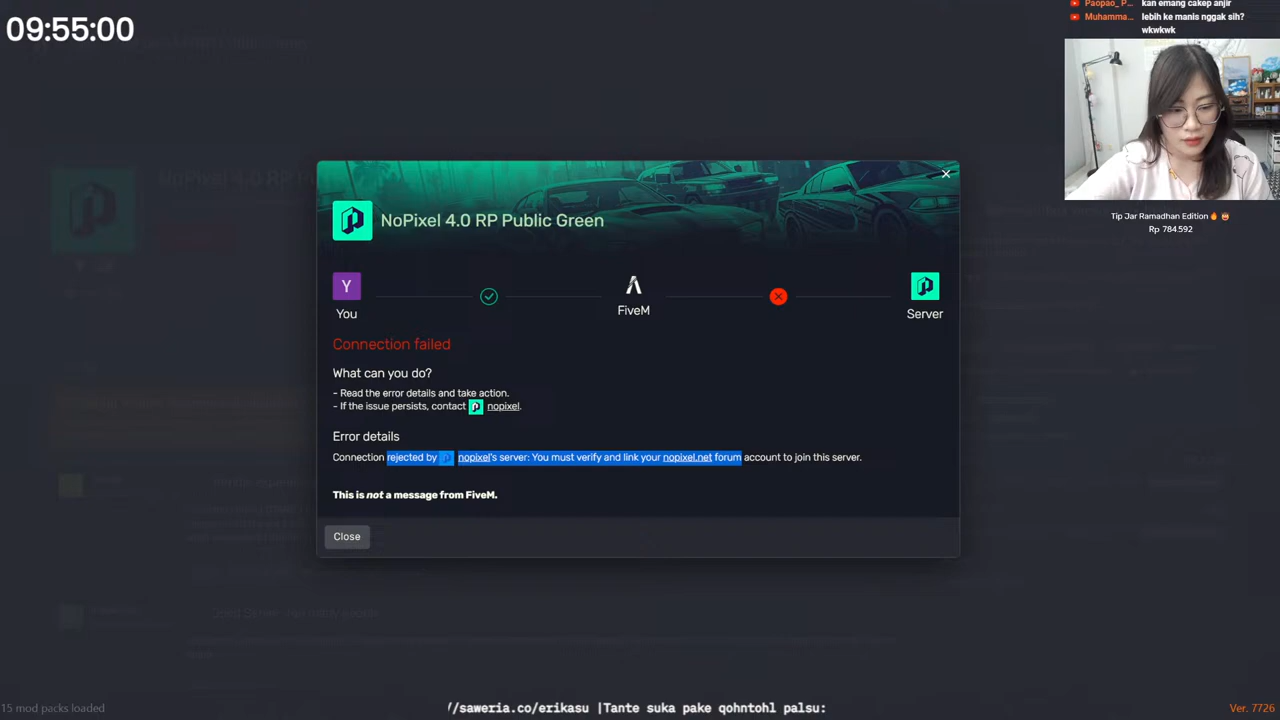 09:55:00
Paopao_ P... kan emang cakep anjir
Muhamma... lebih ke manis nggak sih?
wkwkwk
Tip Jar Ramadhan Edition
Rp 784.592
NoPixel 4.0 RP Public Green
Y
You
FiveM
Server
Connection failed
What can you do?
- Read the error details and take action.
- If the issue persists, contact nopixel.
Error details
Connection rejected by nopixel's server: You must verify and link your nopixel.net forum account to join this server.
This is not a message from FiveM.
Close
15 mod packs loaded
//saweria.co/erikasu |Tante suka pake qohntohl palsu:
Ver. 7726